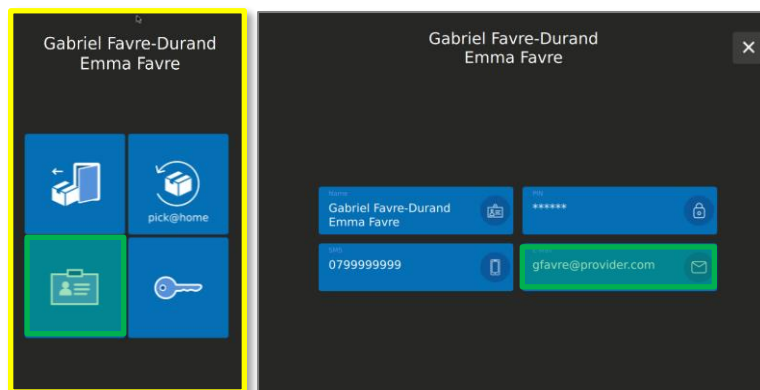 Gabriel Favre-Durand
Emma Favre
pick@home
Gabriel Favre-Durand
Emma Favre
Name
Gabriel Favre-Durand
Emma Favre
PIN
******
SMS
0799999999
gfavre@provider.com